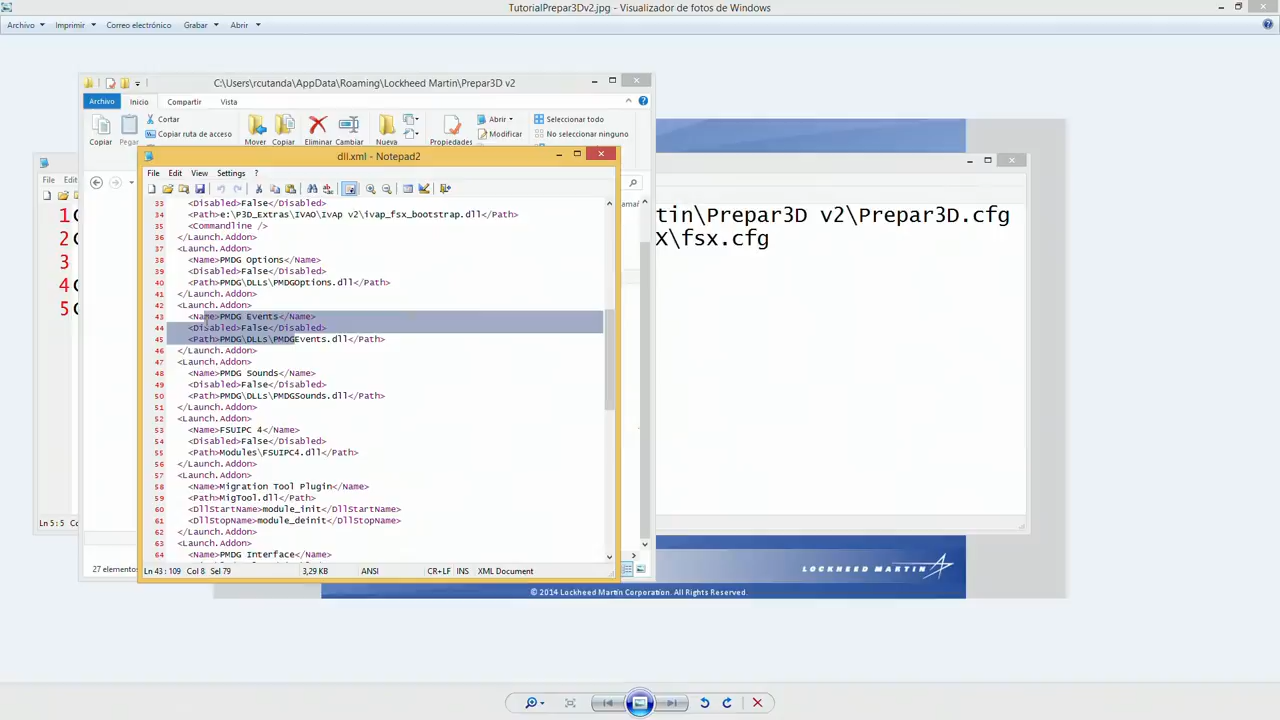 TutorialPrepar3Dv2.jpg - Visualizador de fotos de Windows
Archivo Imprimir Correo electrónico Grabar Abrir
C:\Users\rcutanda\AppData\Roaming\Lockheed Martin\Prepar3D v2
Archivo Inicio Compartir Vista
Copiar Pegar
Cortar
Copiar ruta de acceso
Mover Copiar Eliminar Cambiar Nueva Propiedades
Abrir
Modificar
Seleccionar todo
No seleccionar ninguno
File Edi
1
2
3
4
5
Ln 5 : 5
27 elementos
tin\Prepar3D v2\Prepar3D.cfg
X\fsx.cfg
dll.xml - Notepad2
File Edit View Settings ?
33 <Disabled>False</Disabled>
34 <Path>e:\P3D_Extras\IVAO\IvAp v2\ivap_fsx_bootstrap.dll</Path>
35 <Commandline />
36 </Launch.Addon>
37 <Launch.Addon>
38 <Name>PMDG Options</Name>
39 <Disabled>False</Disabled>
40 <Path>PMDG\DLLs\PMDGOptions.dll</Path>
41 </Launch.Addon>
42 <Launch.Addon>
43 <Name>PMDG Events</Name>
44 <Disabled>False</Disabled>
45 <Path>PMDG\DLLs\PMDGEvents.dll</Path>
46 </Launch.Addon>
47 <Launch.Addon>
48 <Name>PMDG Sounds</Name>
49 <Disabled>False</Disabled>
50 <Path>PMDG\DLLs\PMDGSounds.dll</Path>
51 </Launch.Addon>
52 <Launch.Addon>
53 <Name>FSUIPC 4</Name>
54 <Disabled>False</Disabled>
55 <Path>Modules\FSUIPC4.dll</Path>
56 </Launch.Addon>
57 <Launch.Addon>
58 <Name>Migration Tool Plugin</Name>
59 <Path>MigTool.dll</Path>
60 <DllStartName>module_init</DllStartName>
61 <DllStopName>module_deinit</DllStopName>
62 </Launch.Addon>
63 <Launch.Addon>
64 <Name>PMDG Interface</Name>
Ln 43 : 109 Col 8 Sel 79 3,29 KB ANSI CR+LF INS XML Document
LOCKHEED MARTIN
© 2014 Lockheed Martin Corporation. All Rights Reserved.